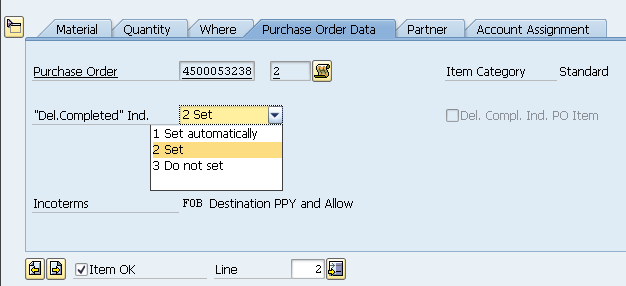 Material Quantity Where Purchase Order Data Partner Account Assignment
Purchase Order 4500053238 2 Item Category Standard
"Del.Completed" Ind. 2 Set Del. Compl. Ind. PO Item
1 Set automatically
2 Set
3 Do not set
Incoterms FOB Destination PPY and Allow
Item OK Line 2